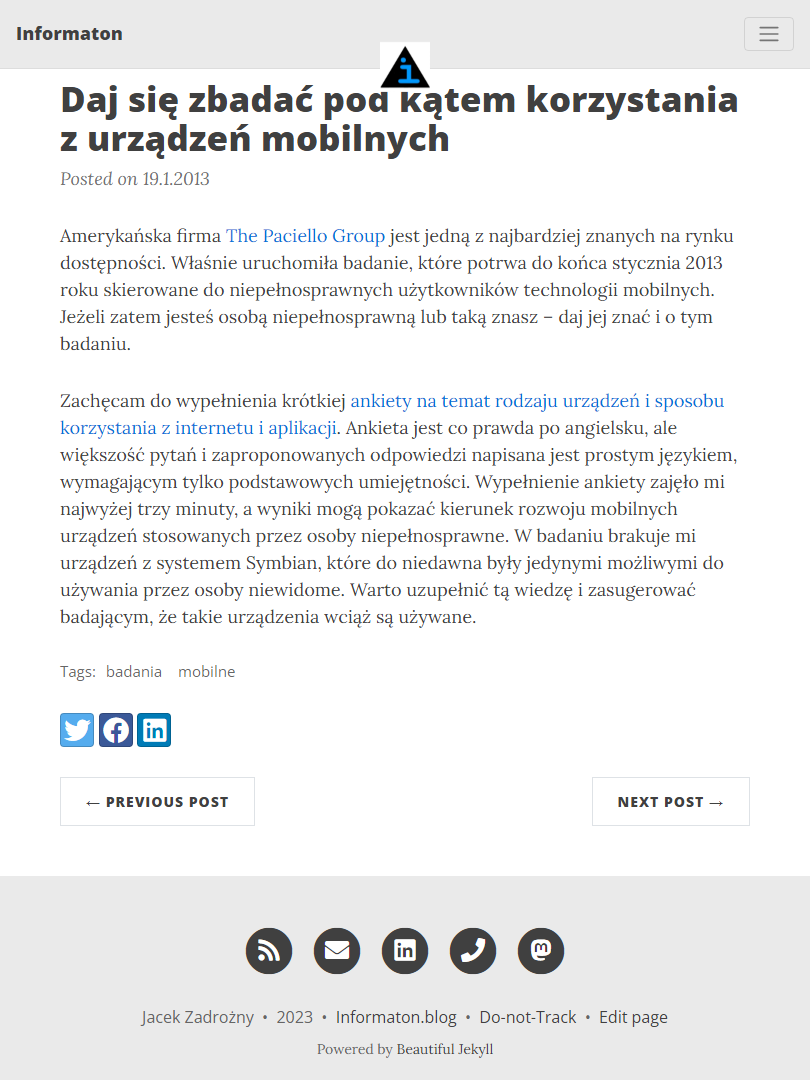 Informaton
Daj się zbadać pod kątem korzystania
z urządzeń mobilnych
Posted on 19.1.2013
Amerykańska firma The Paciello Group jest jedną z najbardziej znanych na rynku
dostępności. Właśnie uruchomiła badanie, które potrwa do końca stycznia 2013
roku skierowane do niepełnosprawnych użytkowników technologii mobilnych.
Jeżeli zatem jesteś osobą niepełnosprawną lub taką znasz – daj jej znać i o tym
badaniu.
Zachęcam do wypełnienia krótkiej ankiety na temat rodzaju urządzeń i sposobu
korzystania z internetu i aplikacji. Ankieta jest co prawda po angielsku, ale
większość pytań i zaproponowanych odpowiedzi napisana jest prostym językiem,
wymagającym tylko podstawowych umiejętności. Wypełnienie ankiety zajęło mi
najwyżej trzy minuty, a wyniki mogą pokazać kierunek rozwoju mobilnych
urządzeń stosowanych przez osoby niepełnosprawne. W badaniu brakuje mi
urządzeń z systemem Symbian, które do niedawna były jedynymi możliwymi do
używania przez osoby niewidome. Warto uzupełnić tą wiedzę i zasugerować
badającym, że takie urządzenia wciąż są używane.
Tags: badania mobilne
← PREVIOUS POST
NEXT POST →
Jacek Zadrożny • 2023 • Informaton.blog • Do-not-Track • Edit page
Powered by Beautiful Jekyll